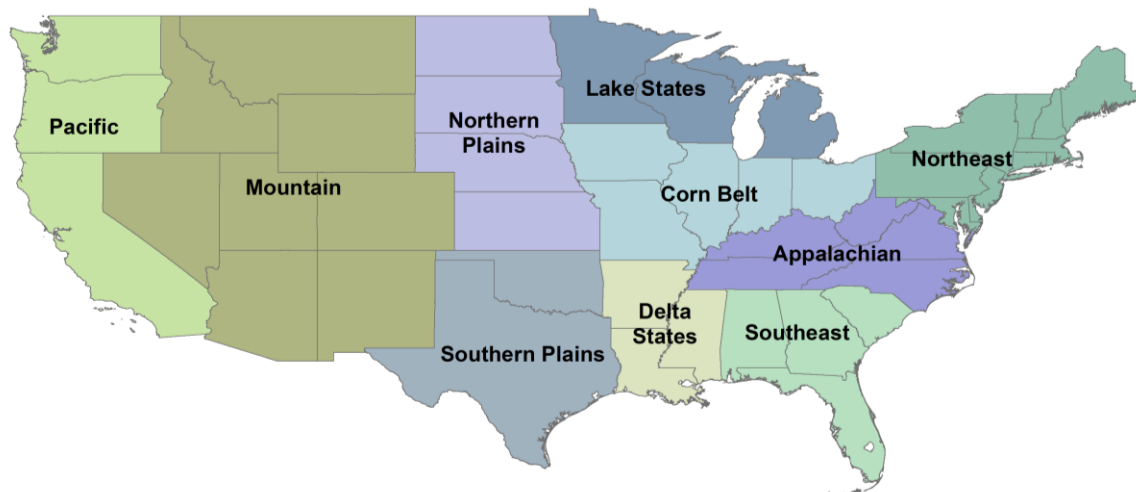 Lake States
Pacific
Northern
Plains
Northeast
Mountain
Corn Belt
Appalachian
Delta
States
Southeast
Southern Plains